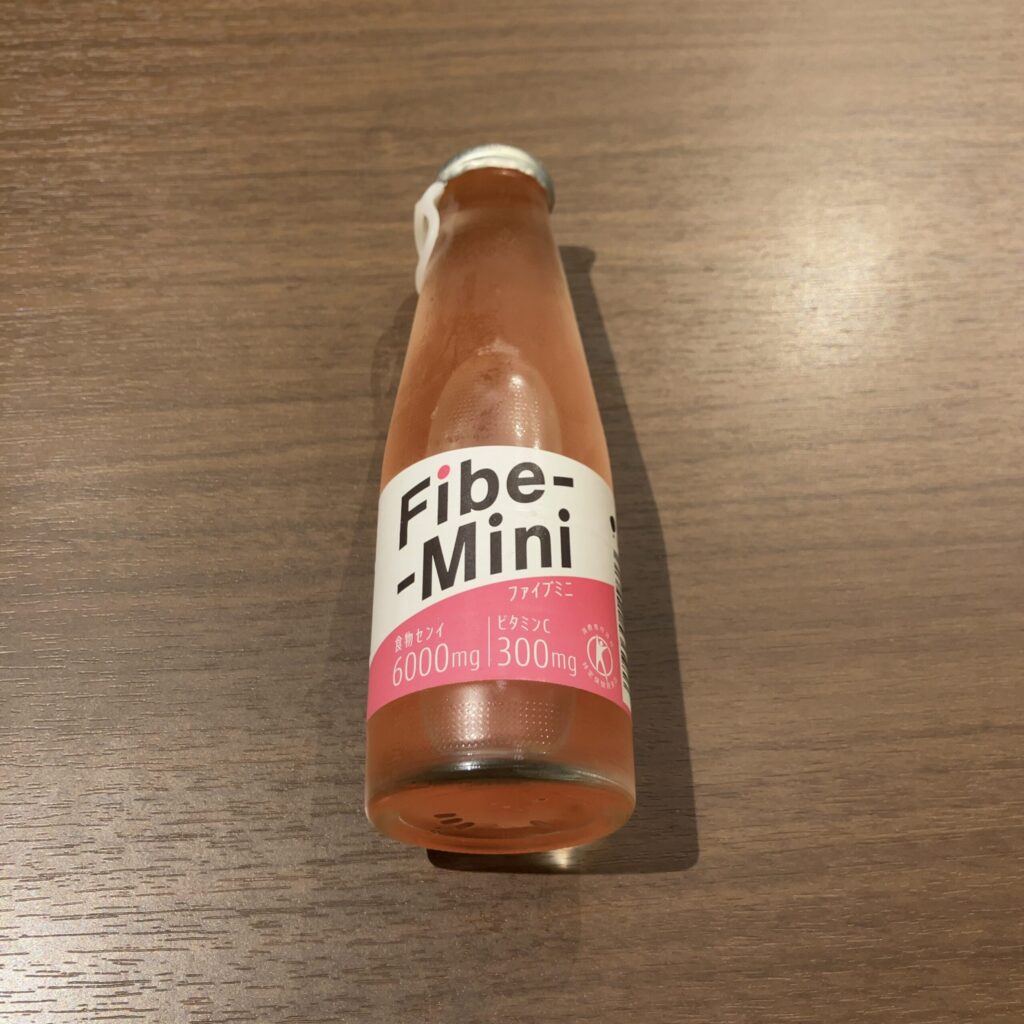 Fibe-
-Mini
ファイブミニ
食物センイ
6000mg
ビタミンC
300mg